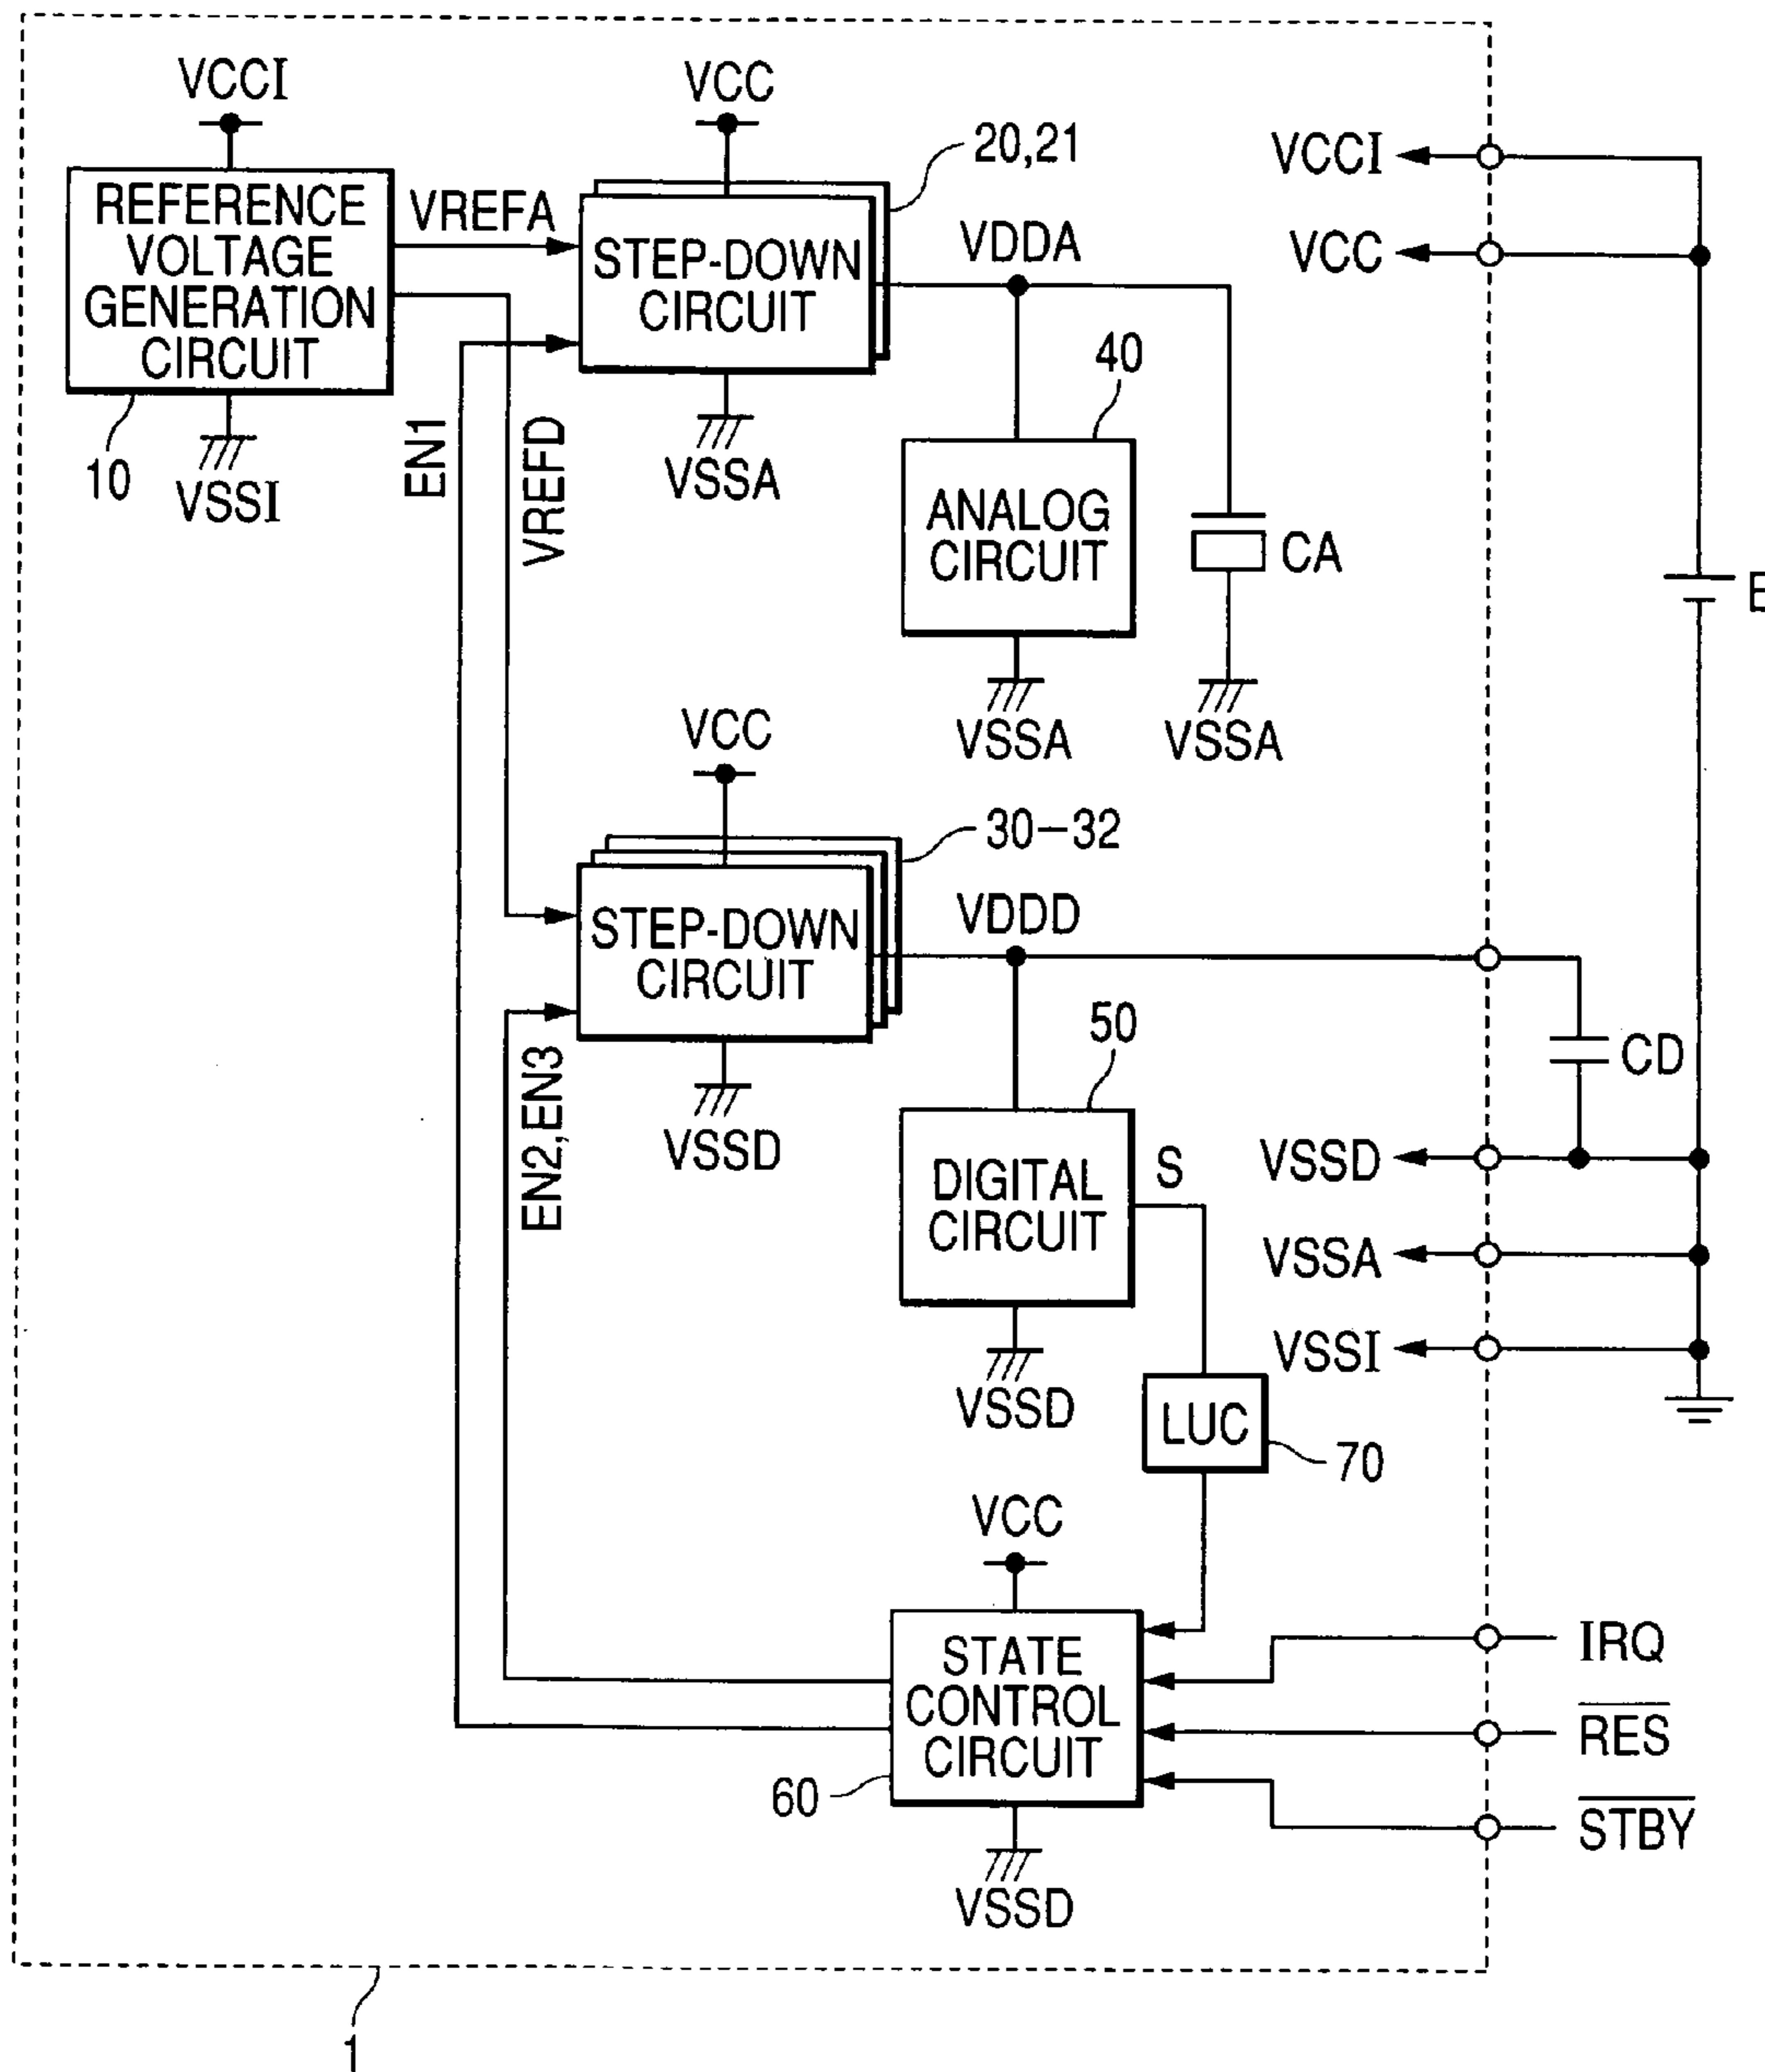 VCCI
VCC
20,21
VCCI
REFERENCE
VOLTAGE
GENERATION
CIRCUIT
VREFA
STEP-DOWN
CIRCUIT
VDDA
VCC
10
VSSI
EN1
VREFD
VSSA
40
ANALOG
CIRCUIT
CA
VSSA
VSSA
VCC
30-32
STEP-DOWN
CIRCUIT
VDDD
EN2,EN3
VSSD
50
DIGITAL
CIRCUIT
S
CD
VSSD
VSSA
VSSI
VSSD
LUC
70
VCC
STATE
CONTROL
CIRCUIT
60
IRQ
RES
STBY
VSSD
1